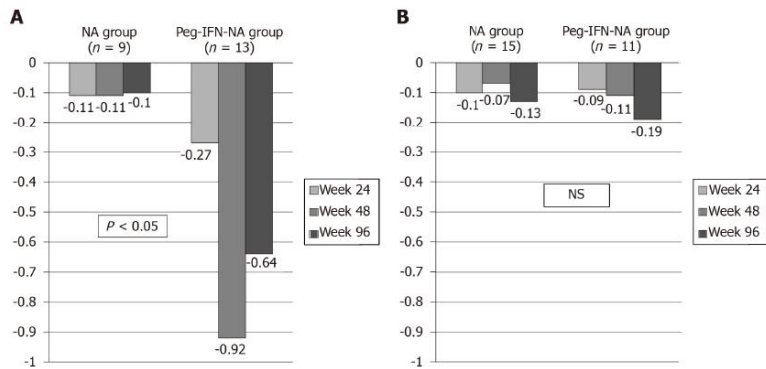 A
NA group
(n = 9)
Peg-IFN-NA group
(n = 13)
0
-0.1
-0.2
-0.3
-0.4
-0.5
-0.6
-0.7
-0.8
-0.9
-1
-0.11
-0.11
-0.1
-0.27
-0.92
-0.64
P < 0.05
Week 24
Week 48
Week 96
B
NA group
(n = 15)
Peg-IFN-NA group
(n = 11)
0
-0.1
-0.2
-0.3
-0.4
-0.5
-0.6
-0.7
-0.8
-0.9
-1
-0.1
-0.07
-0.13
-0.09
-0.11
-0.19
NS
Week 24
Week 48
Week 96